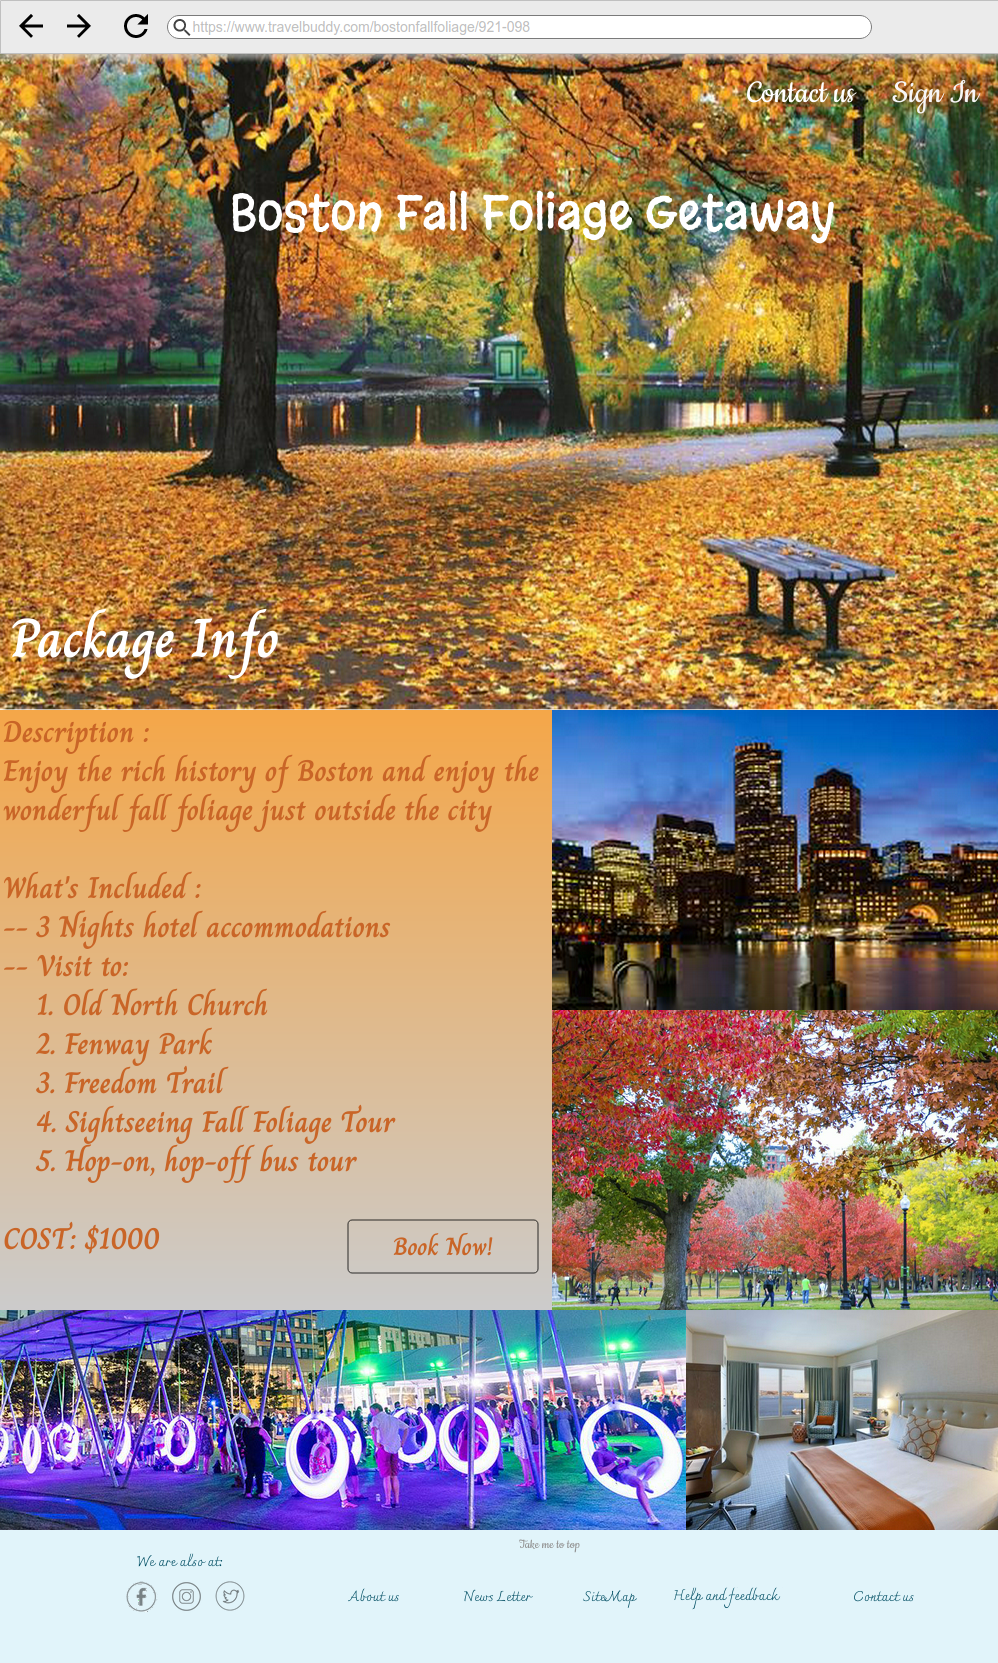 https://www.travelbuddy.com/bostonfallfoliage/921-098
Contact us Sign In
Boston Fall Foliage Getaway
Package Info
Description :
Enjoy the rich history of Boston and enjoy the
wonderful fall foliage just outside the city
What's Included :
-- 3 Nights hotel accommodations
-- Visit to:
1. Old North Church
2. Fenway Park
3. Freedom Trail
4. Sightseeing Fall Foliage Tour
5. Hop-on, hop-off bus tour
COST: $1000
Book Now!
Take me to top
We are also at:
About us
News Letter
SiteMap
Help and feedback
Contact us